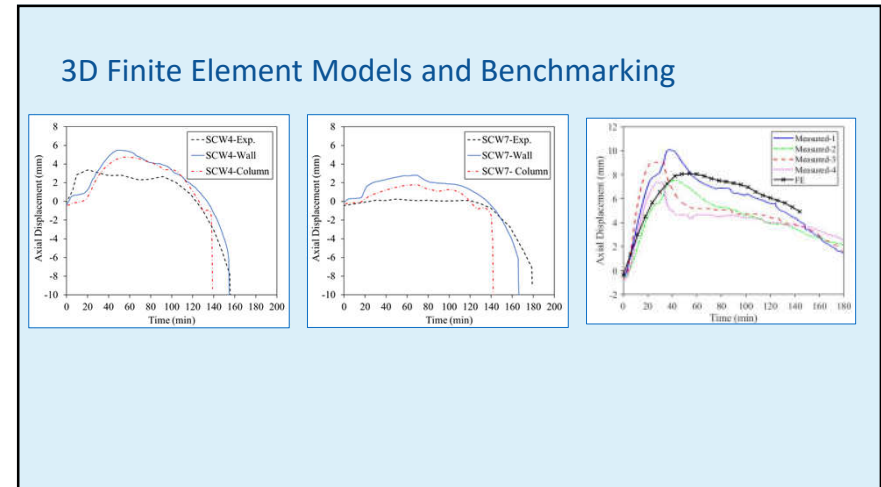 3D Finite Element Models and Benchmarking
8
6
4
2
0
-2
-4
-6
-8
-10
Axial Displacement (mm)
SCW4-Exp.
SCW4-Wall
SCW4-Column
0 20 40 60 80 100 120 140 160 180 200
Time (min)
8
6
4
2
0
-2
-4
-6
-8
-10
Axial Displacement (mm)
SCW7-Exp.
SCW7-Wall
SCW7- Column
0 20 40 60 80 100 120 140 160 180 200
Time (min)
12
10
8
6
4
2
0
-2
Axial Displacement (mm)
Measured-1
Measured-2
Measured-3
Measured-4
FE
0 20 40 60 80 100 120 140 160 180
Time (min)